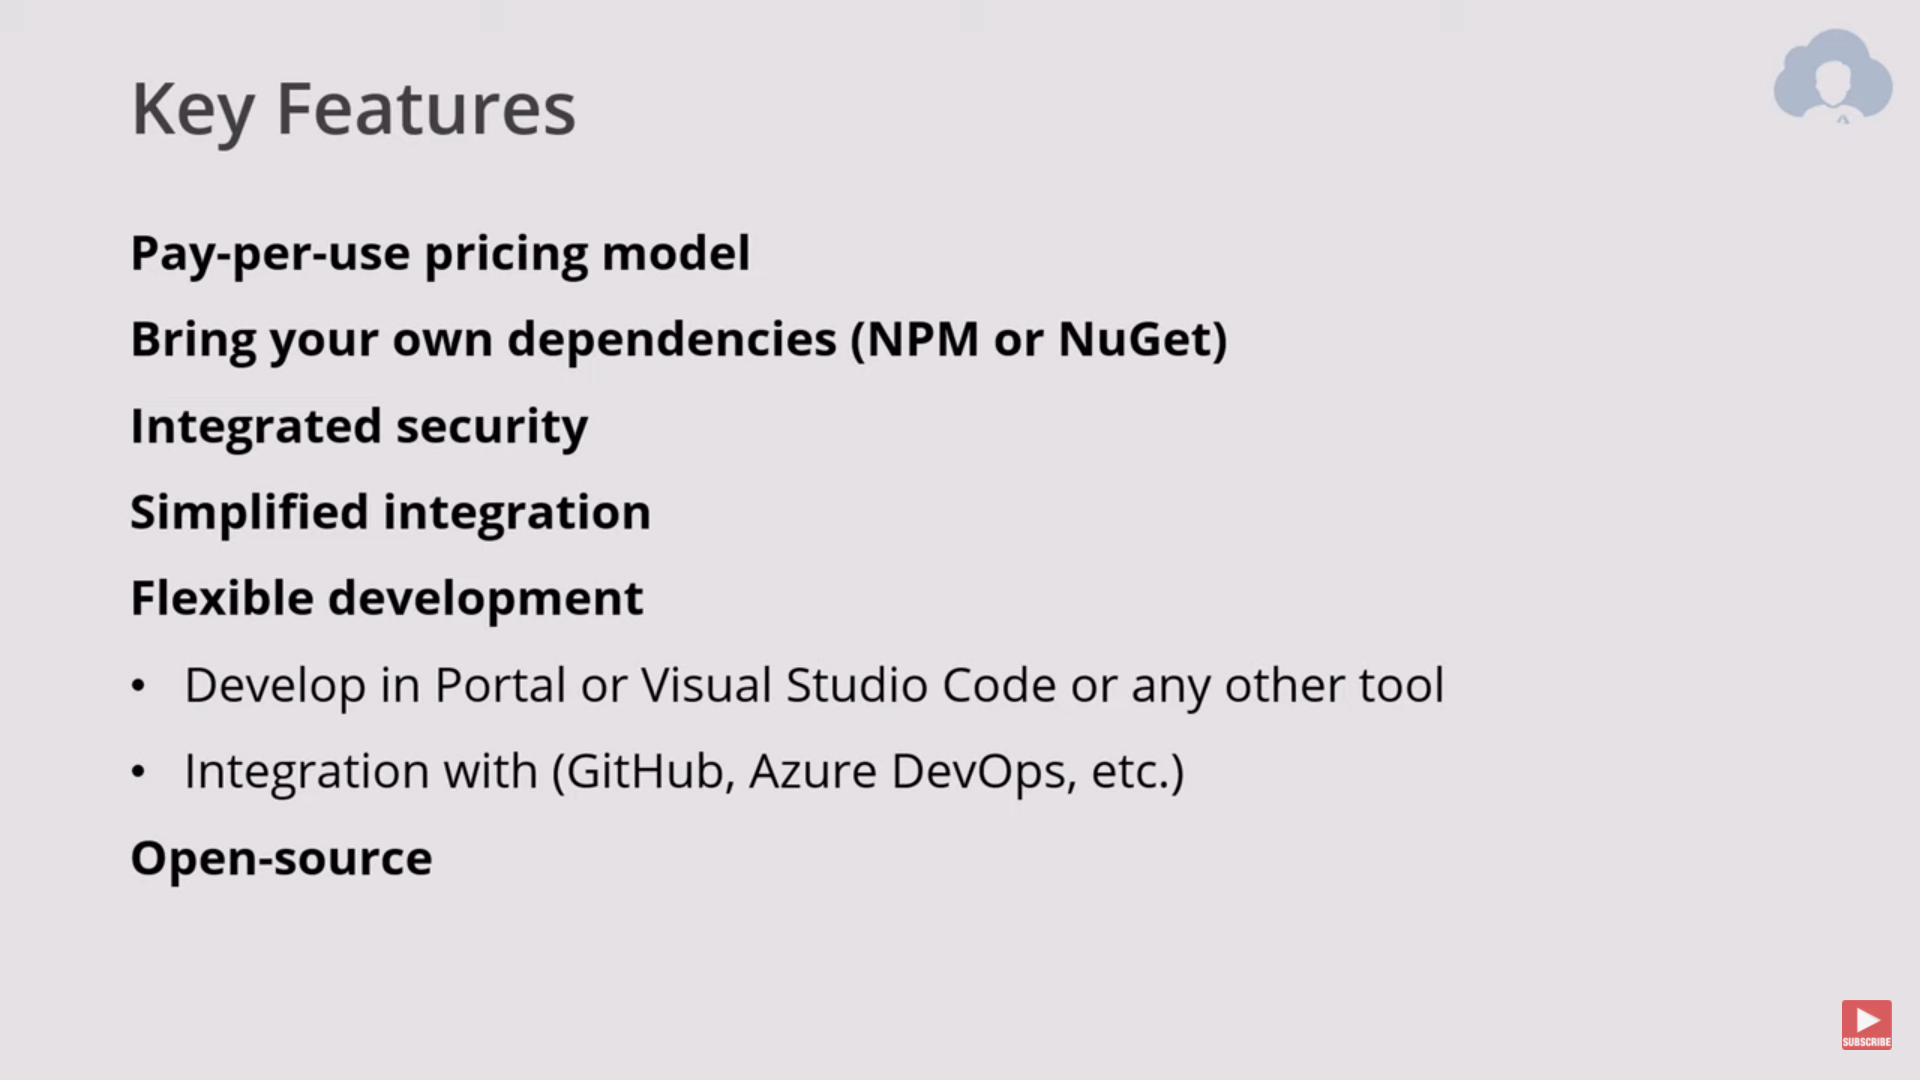 Key Features
Pay-per-use pricing model
Bring your own dependencies (NPM or NuGet)
Integrated security
Simplified integration
Flexible development
• Develop in Portal or Visual Studio Code or any other tool
• Integration with (GitHub, Azure DevOps, etc.)
Open-source
SUBSCRIBE